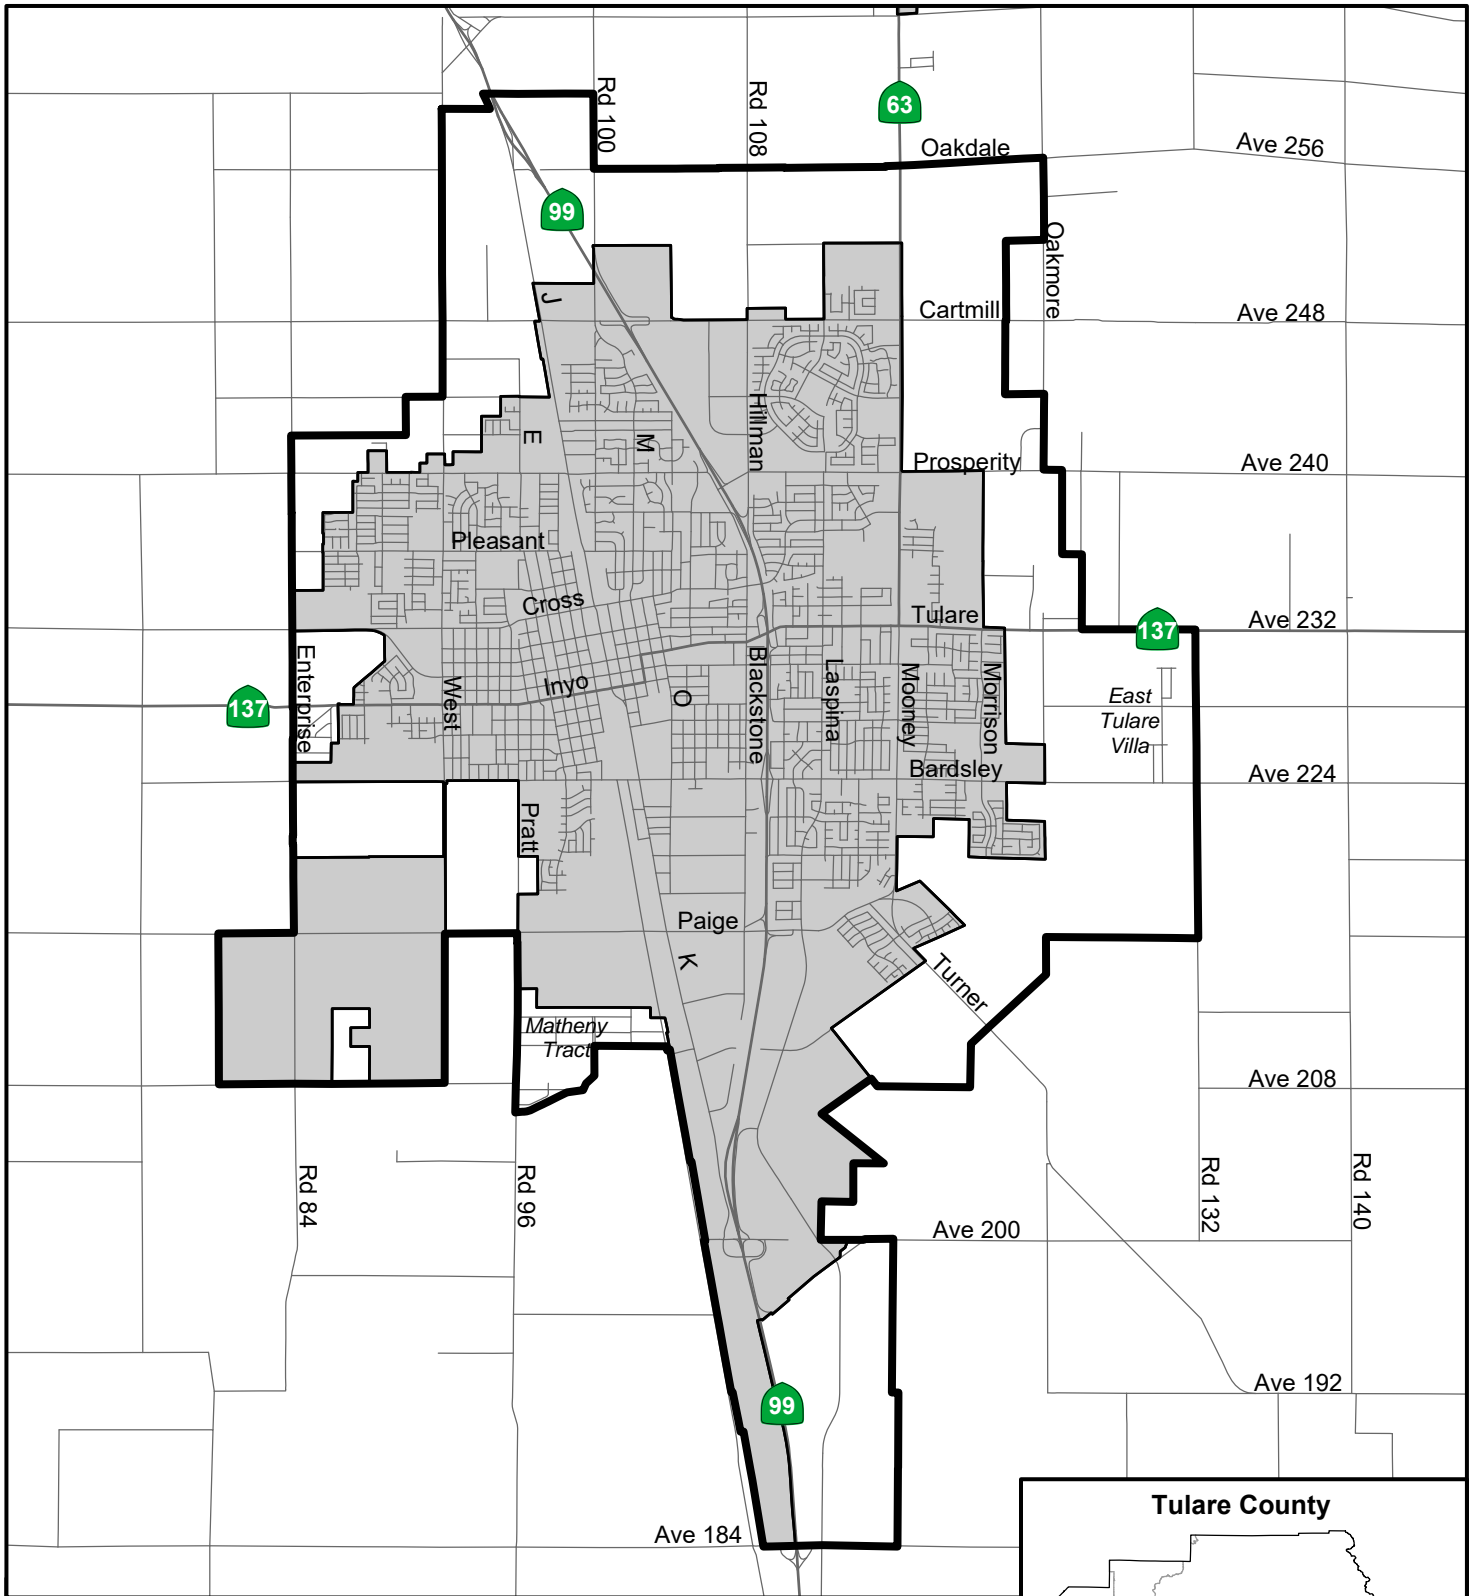 Rd 100
Rd 108
63
Oakdale
Ave 256
99
Oakmore
J
Cartmill
Ave 248
Hillman
E
M
Prosperity
Ave 240
Pleasant
Cross
Tulare
137
Ave 232
Enterprise
West
Inyo
O
Blackstone
Laspina
Mooney
Morrison
East
Tulare
Villa
137
Bardsley
Ave 224
Pratt
Paige
K
Turner
Matheny
Tract
Ave 208
Rd 84
Rd 96
Rd 132
Rd 140
Ave 200
Ave 192
99
Tulare County
Ave 184